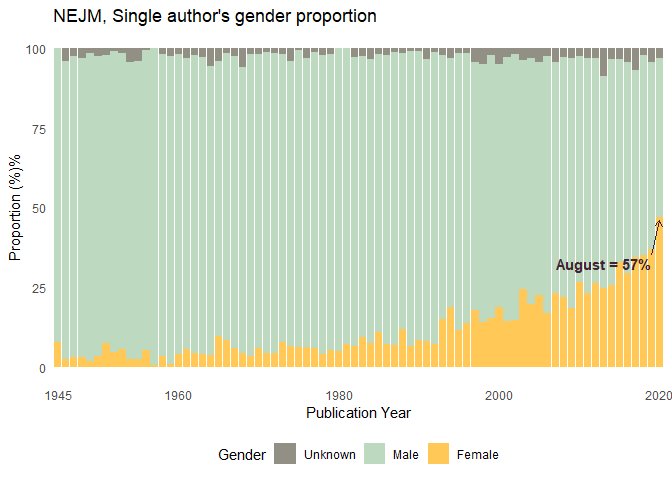 NEJM, Single author's gender proportion
100
75
50
25
0
Proportion (%)%
August = 57%
1945 1960 1980 2000 2020
Publication Year
Gender Unknown Male Female